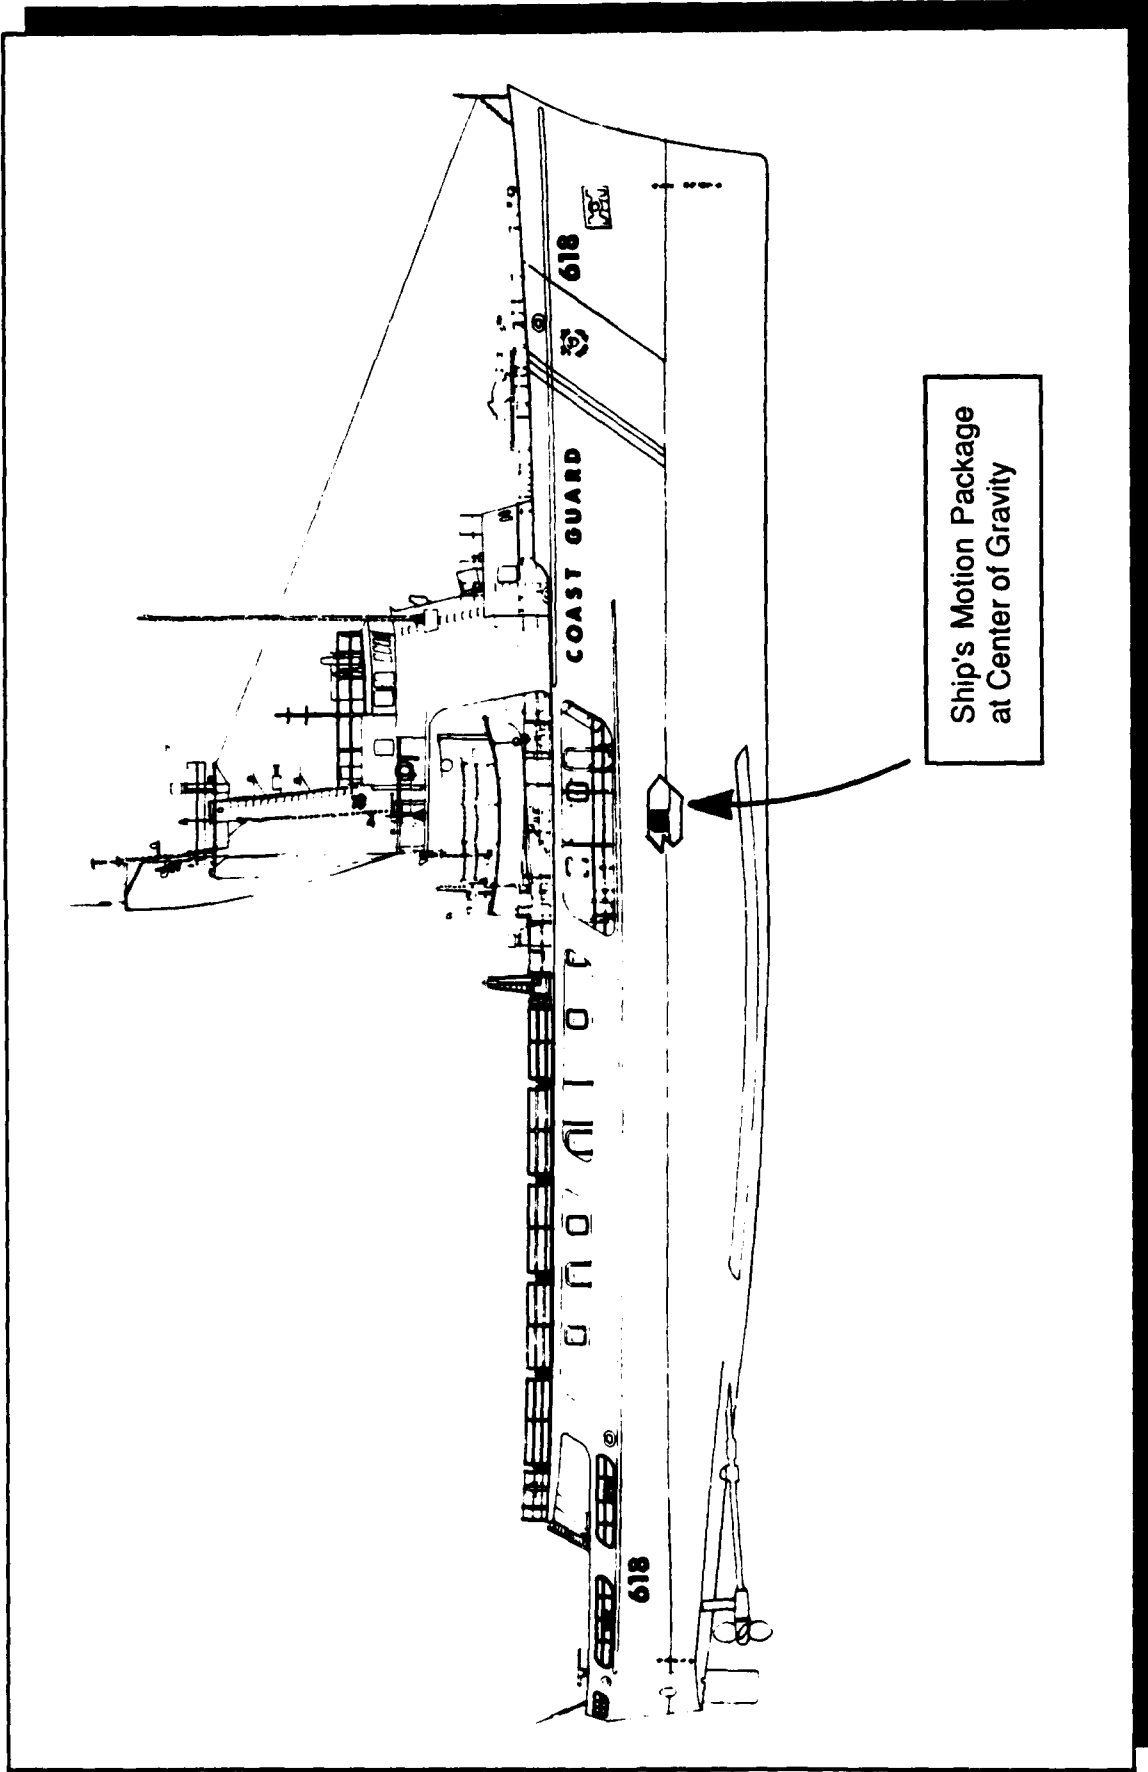 618
COAST GUARD
618
Ship's Motion Package
at Center of Gravity